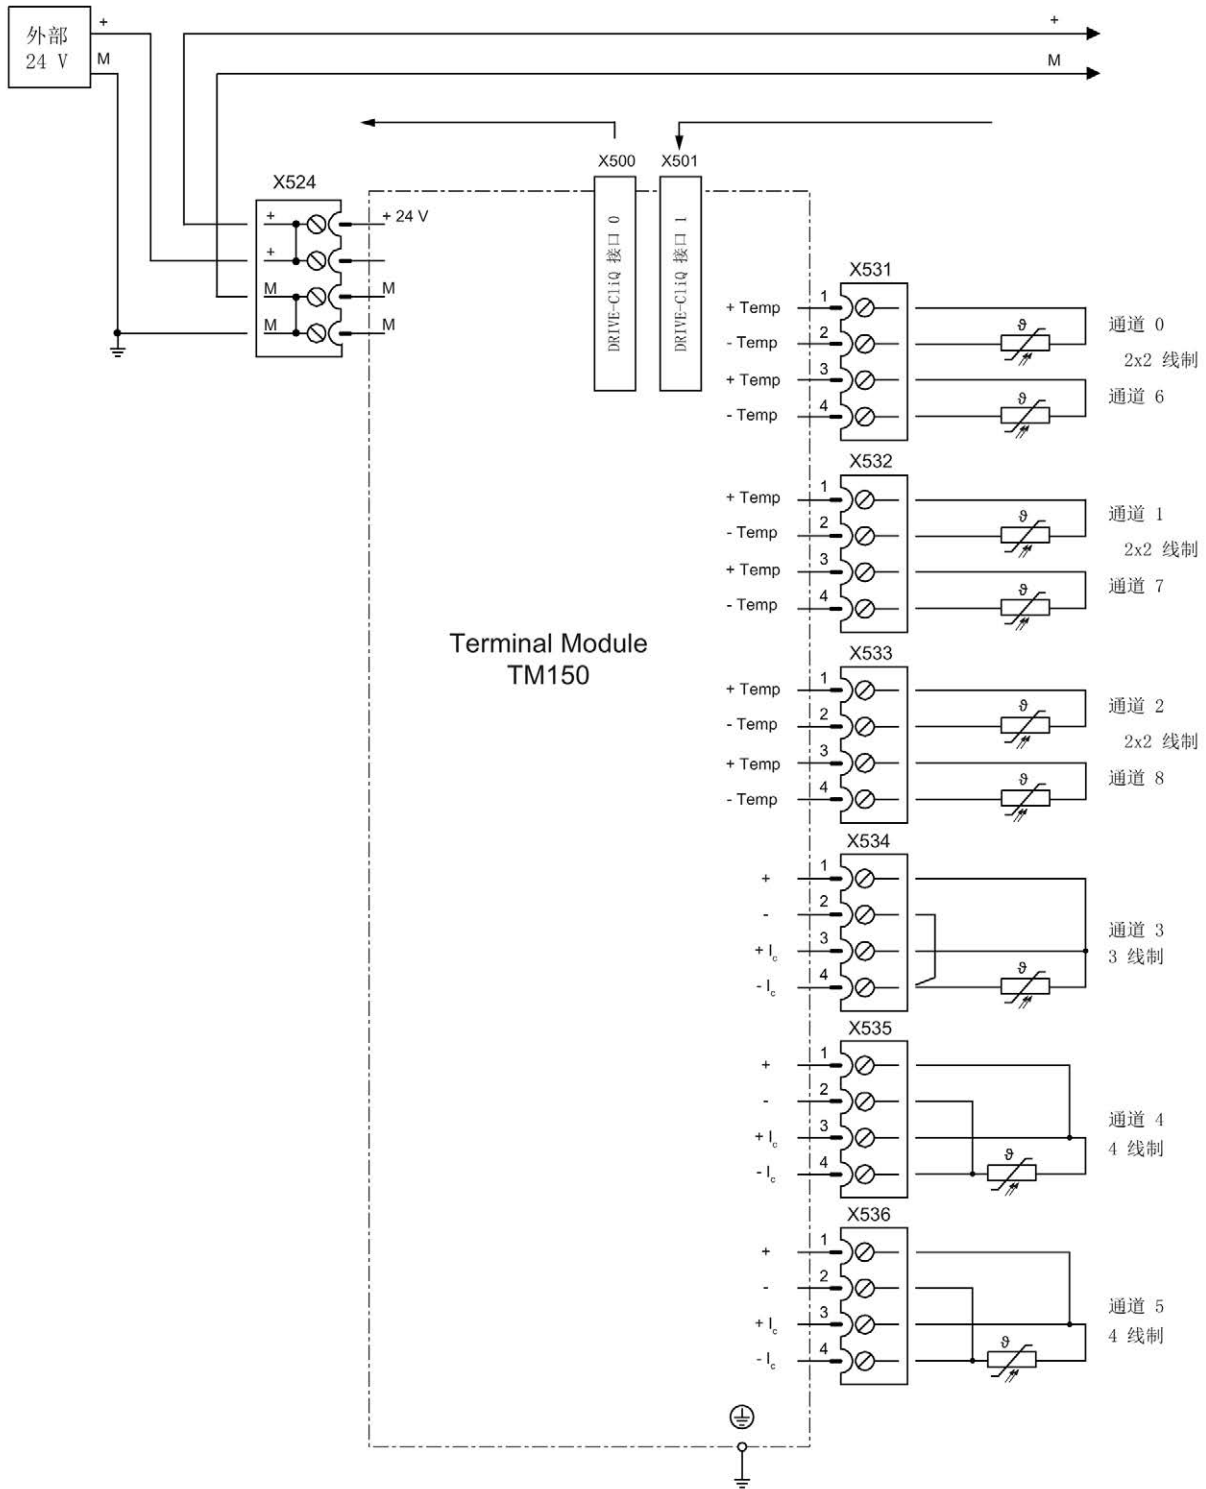 外部
24 V
+
M
+
M
X500
X501
DRIVE-CliQ 接口 0
DRIVE-CliQ 接口 1
X524
+
+
M
M
+ 24 V
M
M
Terminal Module
TM150
X531
+ Temp 1
- Temp 2
+ Temp 3
- Temp 4
ϑ
ϑ
通道 0
2x2 线制
通道 6
X532
+ Temp 1
- Temp 2
+ Temp 3
- Temp 4
ϑ
ϑ
通道 1
2x2 线制
通道 7
X533
+ Temp 1
- Temp 2
+ Temp 3
- Temp 4
ϑ
ϑ
通道 2
2x2 线制
通道 8
X534
+ 1
- 2
+ Ic 3
- Ic 4
ϑ
通道 3
3 线制
X535
+ 1
- 2
+ Ic 3
- Ic 4
ϑ
通道 4
4 线制
X536
+ 1
- 2
+ Ic 3
- Ic 4
ϑ
通道 5
4 线制